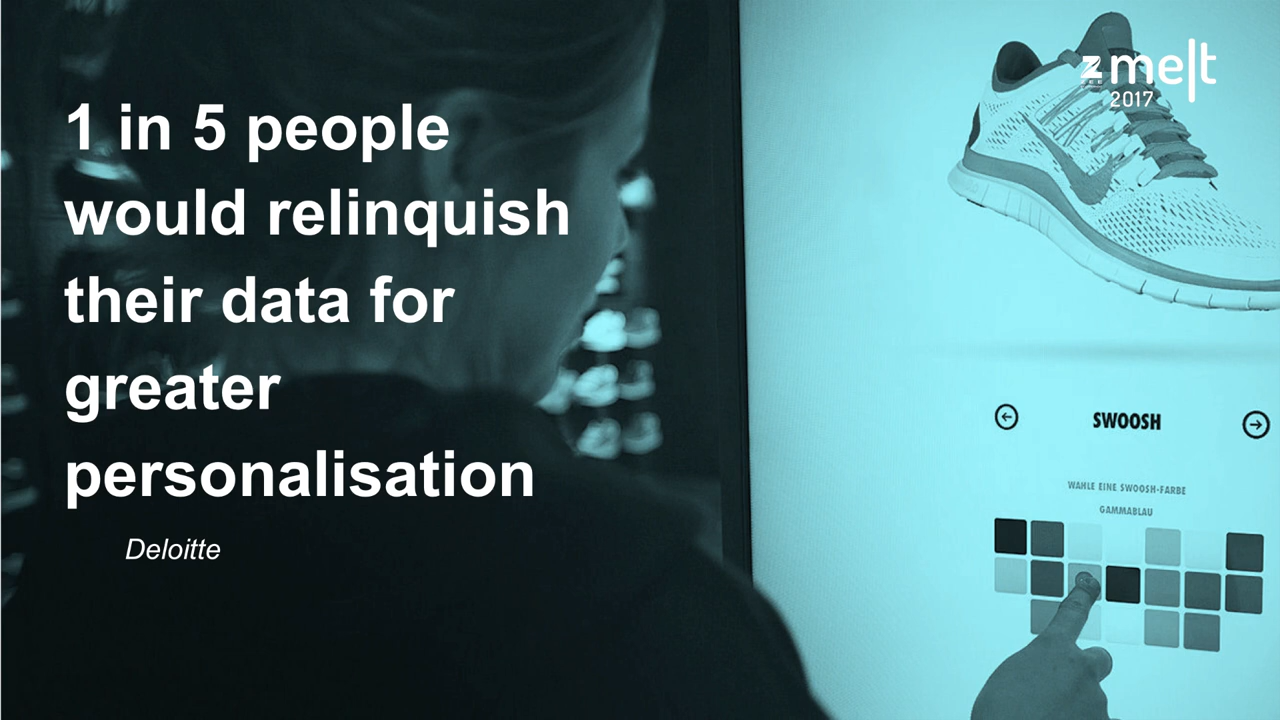 1 in 5 people
would relinquish
their data for
greater
personalisation
Deloitte
z melt
2017
SWOOSH
WAHLE EINE SWOOSH-FARBE
GAMMABLAU